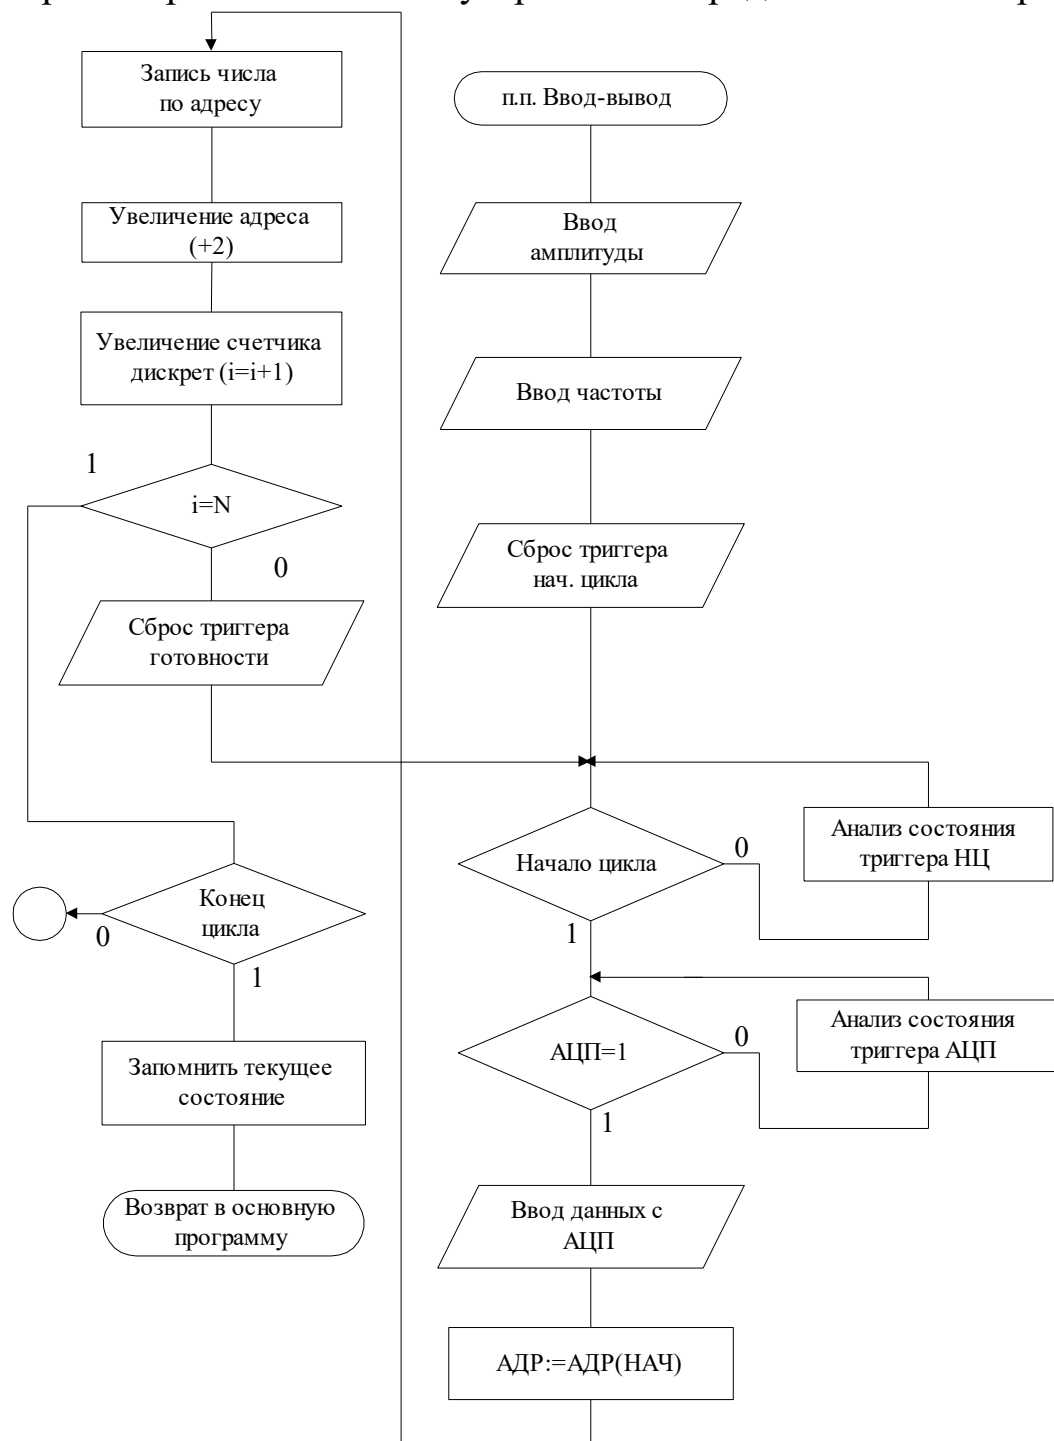 Запись числа
по адресу
Увеличение адреса
(+2)
Увеличение счетчика
дискрет (i=i+1)
1
i=N
0
Сброс триггера
готовности
Конец
цикла
0
1
Запомнить текущее
состояние
Возврат в основную
программу
п.п. Ввод-вывод
Ввод
амплитуды
Ввод частоты
Сброс триггера
нач. цикла
Начало цикла
0
1
Анализ состояния
триггера НЦ
АЦП=1
0
1
Анализ состояния
триггера АЦП
Ввод данных с
АЦП
АДР:=АДР(НАЧ)